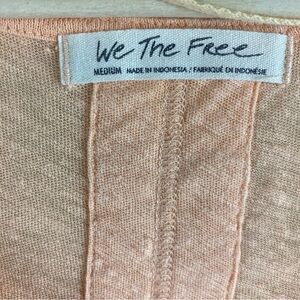 We The Free
MEDIUM MADE IN INDONESIA / FABRIQUÉ EN INDONÉSIE